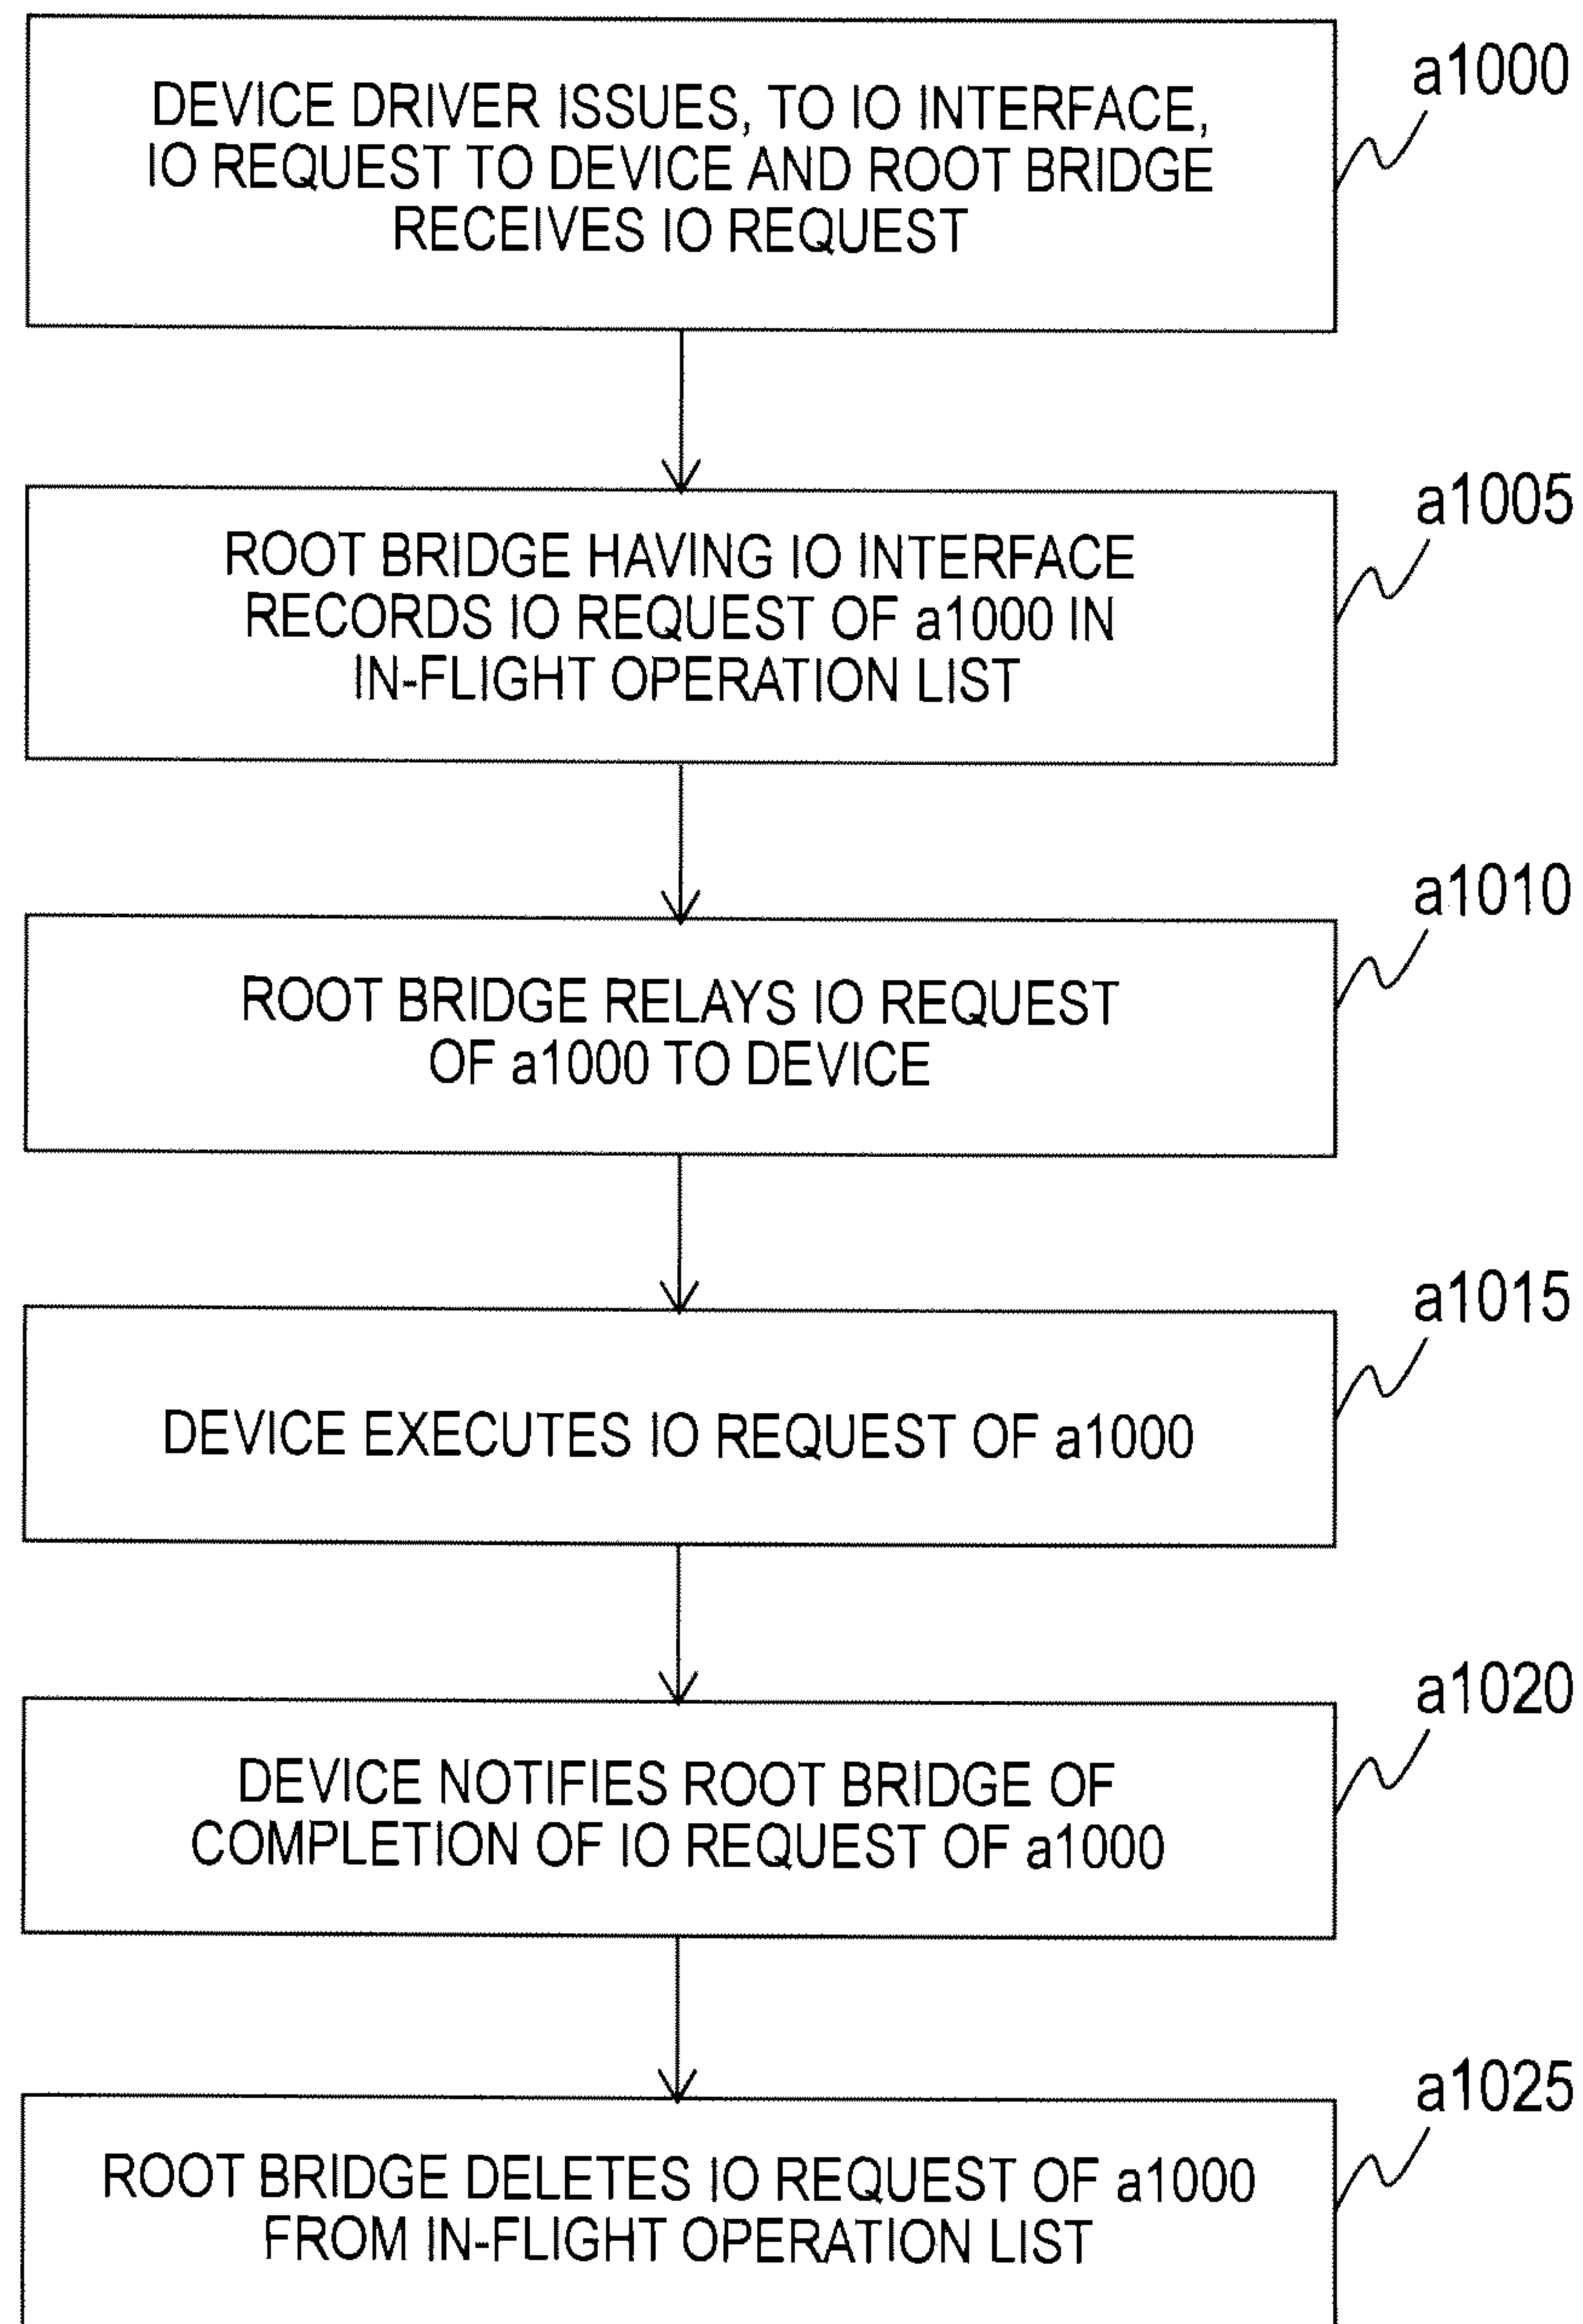 a1000
DEVICE DRIVER ISSUES, TO IO INTERFACE,
IO REQUEST TO DEVICE AND ROOT BRIDGE
RECEIVES IO REQUEST
a1005
ROOT BRIDGE HAVING IO INTERFACE
RECORDS IO REQUEST OF a1000 IN
IN-FLIGHT OPERATION LIST
a1010
ROOT BRIDGE RELAYS IO REQUEST
OF a1000 TO DEVICE
a1015
DEVICE EXECUTES IO REQUEST OF a1000
a1020
DEVICE NOTIFIES ROOT BRIDGE OF
COMPLETION OF IO REQUEST OF a1000
a1025
ROOT BRIDGE DELETES IO REQUEST OF a1000
FROM IN-FLIGHT OPERATION LIST